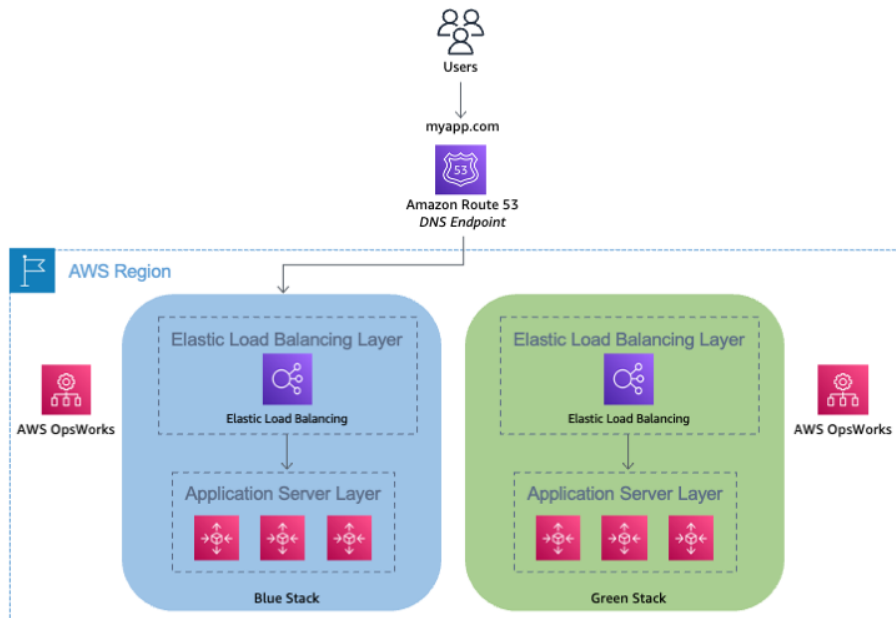 Users
myapp.com
53
Amazon Route 53
DNS Endpoint
AWS Region
Elastic Load Balancing Layer
Elastic Load Balancing
Application Server Layer
Blue Stack
Elastic Load Balancing Layer
Elastic Load Balancing
Application Server Layer
Green Stack
AWS OpsWorks
AWS OpsWorks